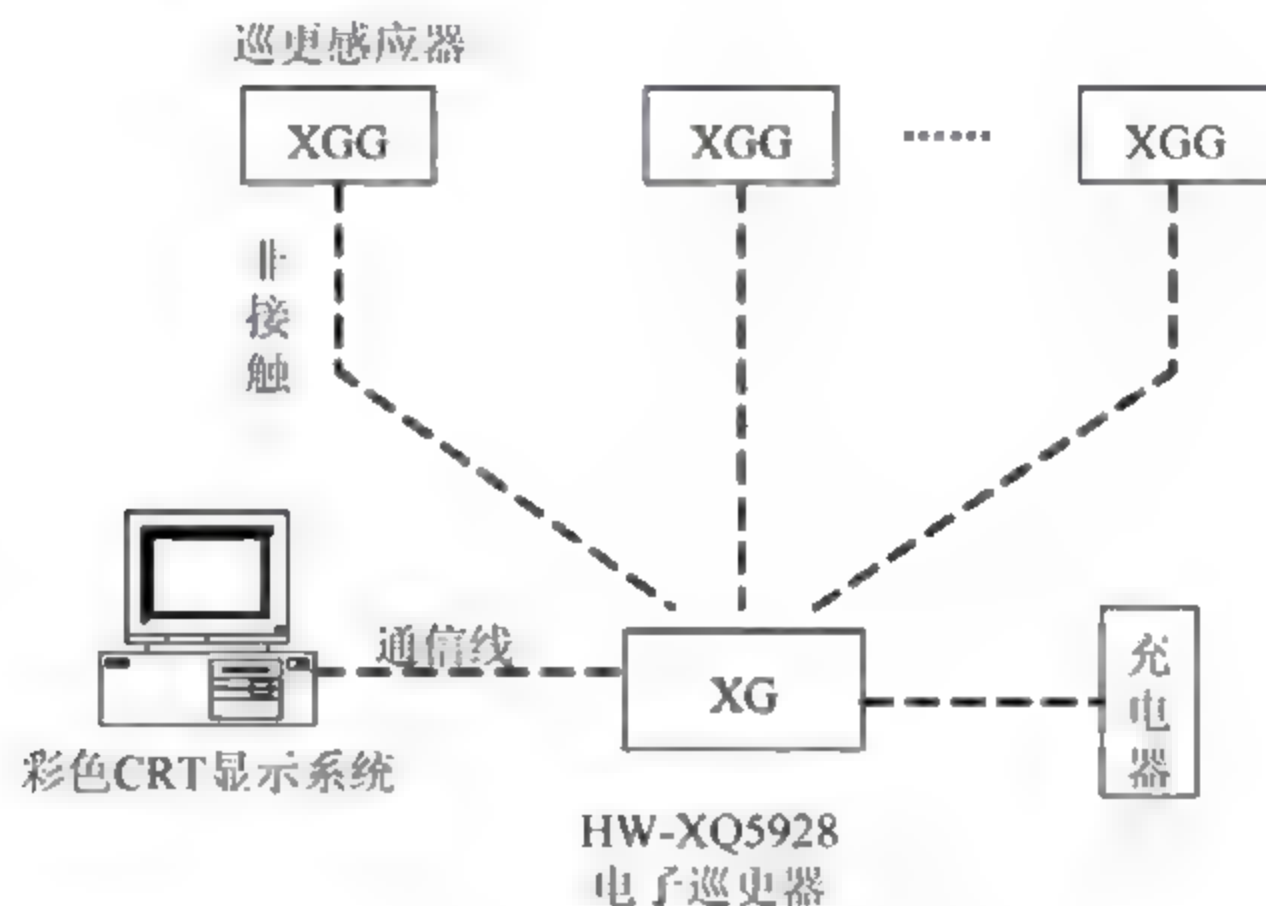 巡更感应器
XGG
XGG
······
XGG
非接触
通信线
XG
充电器
彩色CRT显示系统
HW-XQ5928
电子巡更器